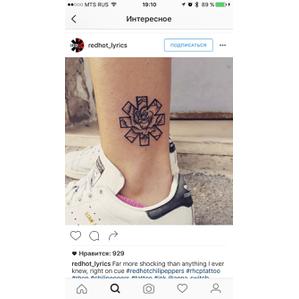 MTS RUS
19:10
89 %
Интересное
redhot_lyrics
ПОДПИСАТЬСЯ
Нравится: 929
redhot_lyrics Far more shocking than anything I ever
knew, right on cue #redhotchilipeppers #rhcptattoo